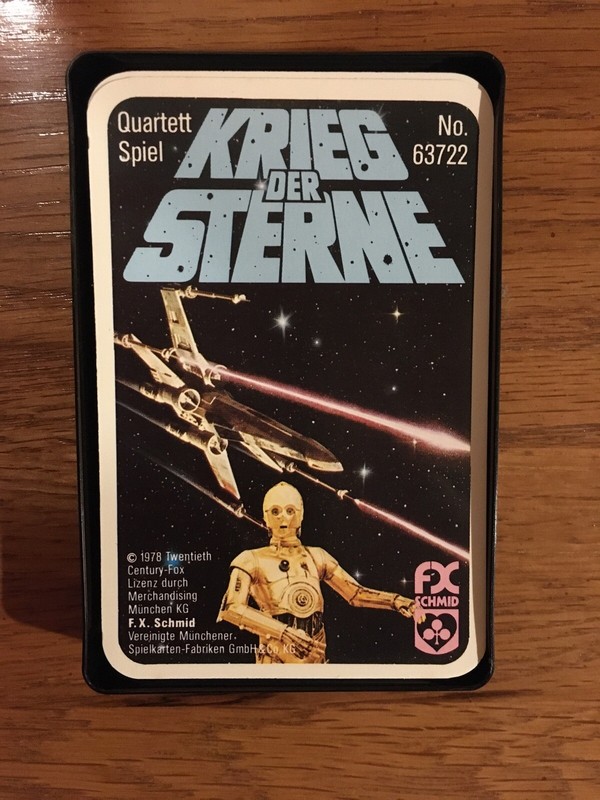 Quartett
Spiel
No.
63722
KRIEG
DER
STERNE
© 1978 Twentieth
Century-Fox
Lizenz durch
Merchandising
München KG
F.X. Schmid
Vereinigte Münchener
Spielkarten-Fabriken GmbH & Co KG
FX
SCHMID